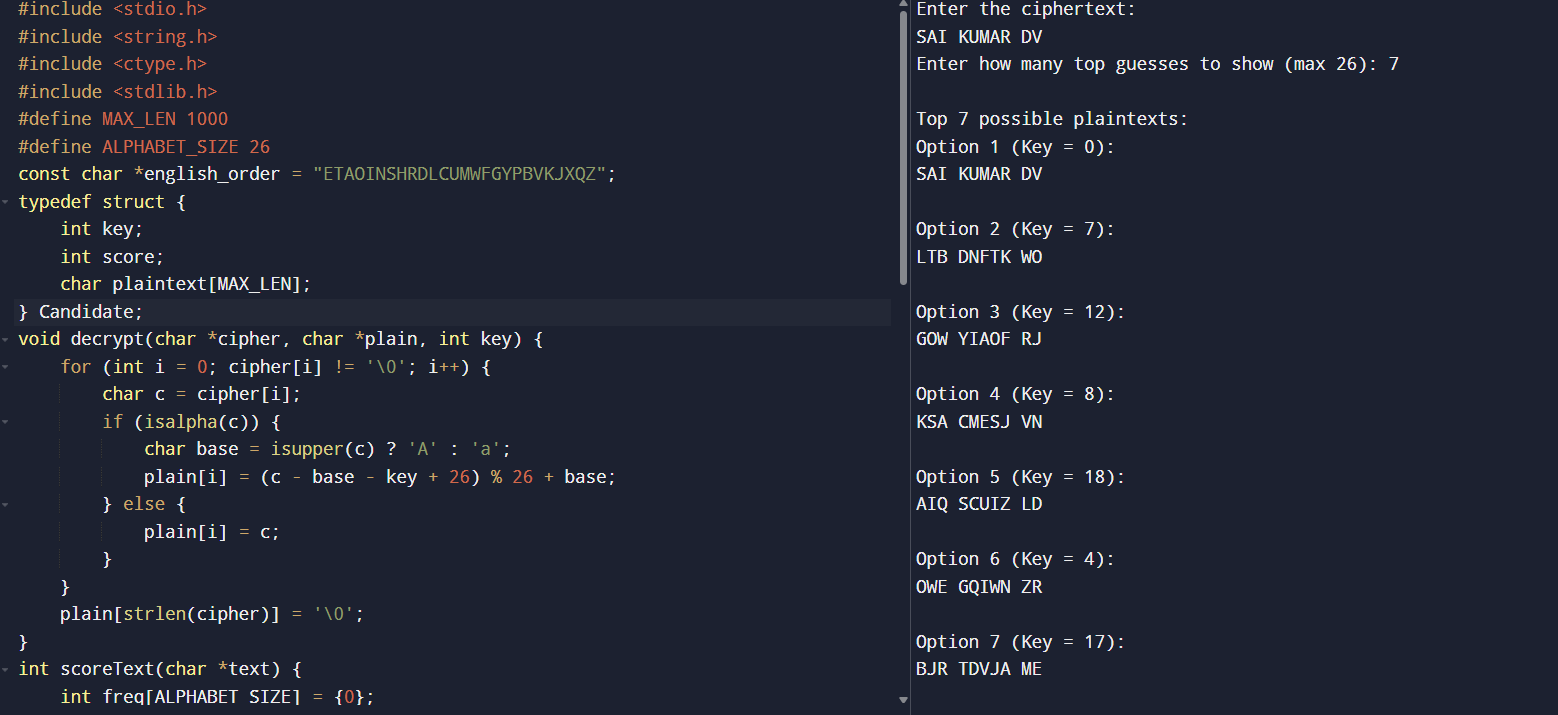 #include <stdio.h>
#include <string.h>
#include <ctype.h>
#include <stdlib.h>
#define MAX_LEN 1000
#define ALPHABET_SIZE 26
const char *english_order = "ETAOINSHRDLCUMWFGYPBVKJXQZ";
typedef struct {
    int key;
    int score;
    char plaintext[MAX_LEN];
} Candidate;
void decrypt(char *cipher, char *plain, int key) {
    for (int i = 0; cipher[i] != '\0'; i++) {
        char c = cipher[i];
        if (isalpha(c)) {
            char base = isupper(c) ? 'A' : 'a';
            plain[i] = (c - base - key + 26) % 26 + base;
        } else {
            plain[i] = c;
        }
    }
    plain[strlen(cipher)] = '\0';
}
int scoreText(char *text) {
    int freq[ALPHABET_SIZE] = {0};
Enter the ciphertext:
SAI KUMAR DV
Enter how many top guesses to show (max 26): 7

Top 7 possible plaintexts:
Option 1 (Key = 0):
SAI KUMAR DV

Option 2 (Key = 7):
LTB DNFTK WO

Option 3 (Key = 12):
GOW YIAOF RJ

Option 4 (Key = 8):
KSA CMESJ VN

Option 5 (Key = 18):
AIQ SCUIZ LD

Option 6 (Key = 4):
OWE GQIWN ZR

Option 7 (Key = 17):
BJR TDVJA ME